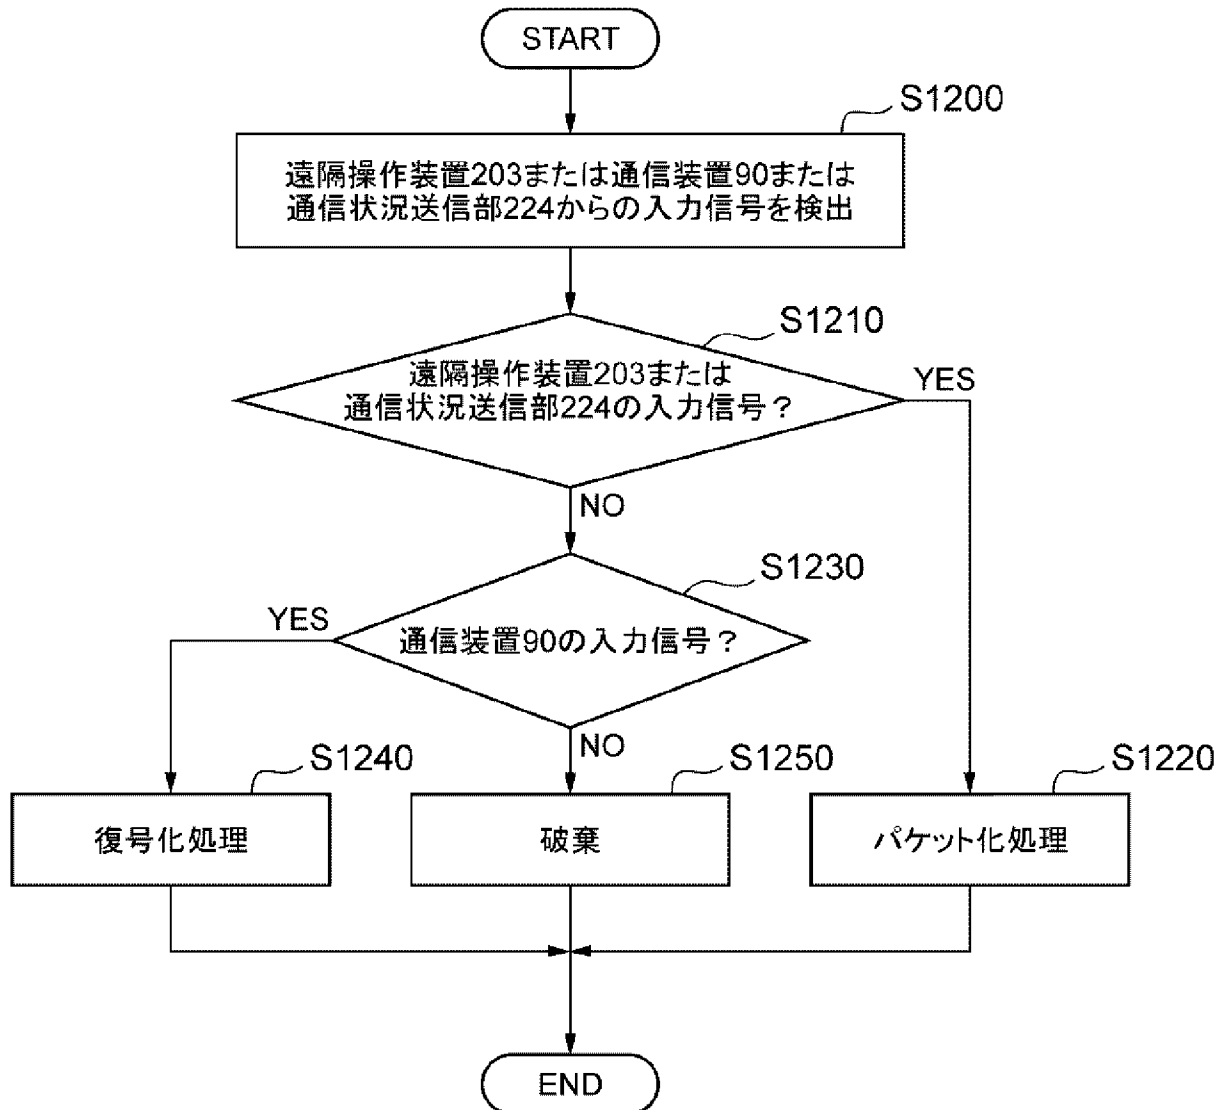 START
S1200
遠隔操作装置203または通信装置90または
通信状況送信部224からの入力信号を検出
S1210
遠隔操作装置203または
通信状況送信部224の入力信号？
YES
NO
S1230
YES
通信装置90の入力信号？
NO
S1240
S1250
S1220
復号化処理
破棄
パケット化処理
END